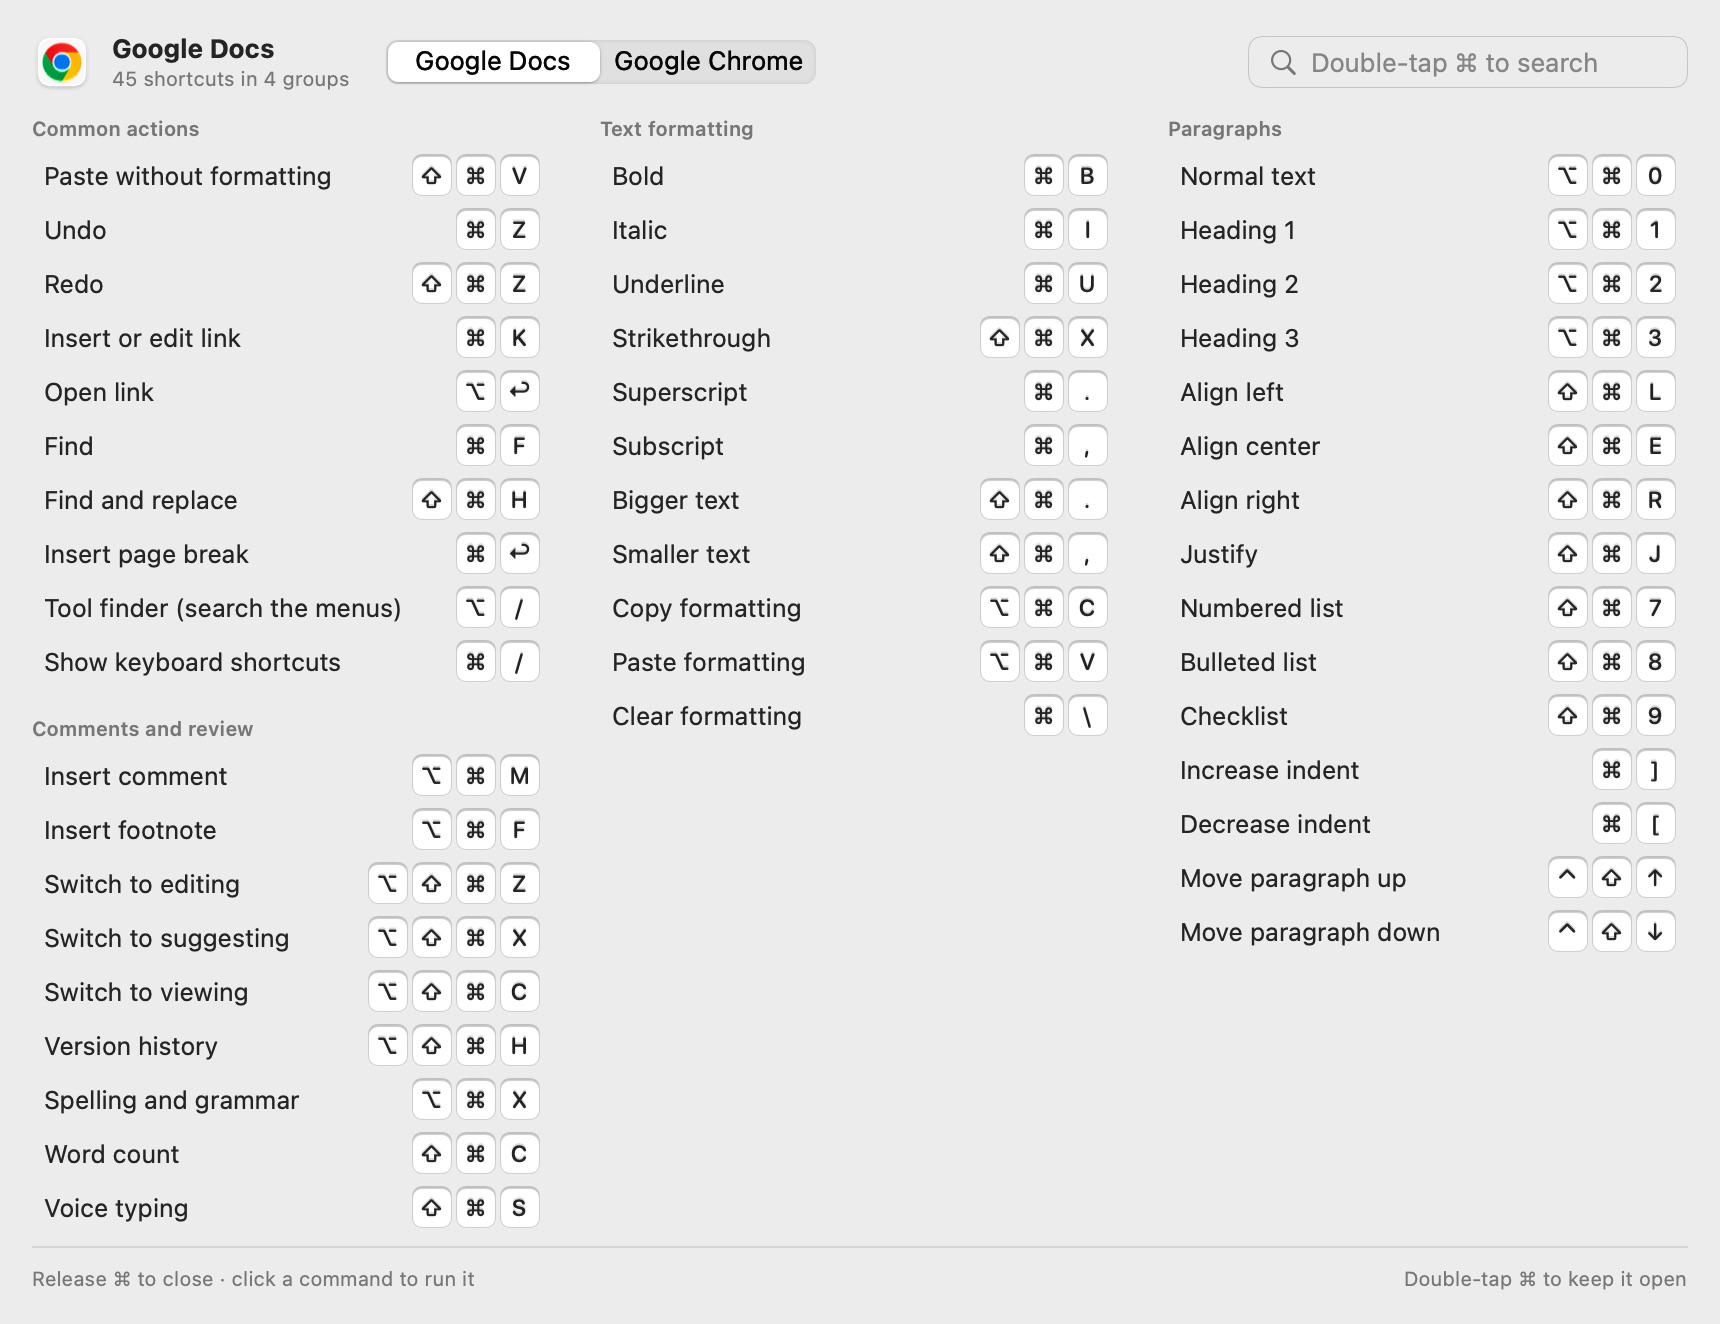 Google Docs
45 shortcuts in 4 groups
Google Docs
Google Chrome
Double-tap ⌘ to search
Common actions
Paste without formatting ⇧ ⌘ V
Undo ⌘ Z
Redo ⇧ ⌘ Z
Insert or edit link ⌘ K
Open link ⌥ ↩
Find ⌘ F
Find and replace ⇧ ⌘ H
Insert page break ⌘ ↩
Tool finder (search the menus) ⌥ /
Show keyboard shortcuts ⌘ /
Comments and review
Insert comment ⌥ ⌘ M
Insert footnote ⌥ ⌘ F
Switch to editing ⌥ ⇧ ⌘ Z
Switch to suggesting ⌥ ⇧ ⌘ X
Switch to viewing ⌥ ⇧ ⌘ C
Version history ⌥ ⇧ ⌘ H
Spelling and grammar ⌥ ⌘ X
Word count ⇧ ⌘ C
Voice typing ⇧ ⌘ S
Text formatting
Bold ⌘ B
Italic ⌘ I
Underline ⌘ U
Strikethrough ⇧ ⌘ X
Superscript ⌘ .
Subscript ⌘ ,
Bigger text ⇧ ⌘ .
Smaller text ⇧ ⌘ ,
Copy formatting ⌥ ⌘ C
Paste formatting ⌥ ⌘ V
Clear formatting ⌘ \
Paragraphs
Normal text ⌥ ⌘ 0
Heading 1 ⌥ ⌘ 1
Heading 2 ⌥ ⌘ 2
Heading 3 ⌥ ⌘ 3
Align left ⇧ ⌘ L
Align center ⇧ ⌘ E
Align right ⇧ ⌘ R
Justify ⇧ ⌘ J
Numbered list ⇧ ⌘ 7
Bulleted list ⇧ ⌘ 8
Checklist ⇧ ⌘ 9
Increase indent ⌘ ]
Decrease indent ⌘ [
Move paragraph up ^ ⇧ ↑
Move paragraph down ^ ⇧ ↓
Release ⌘ to close · click a command to run it
Double-tap ⌘ to keep it open